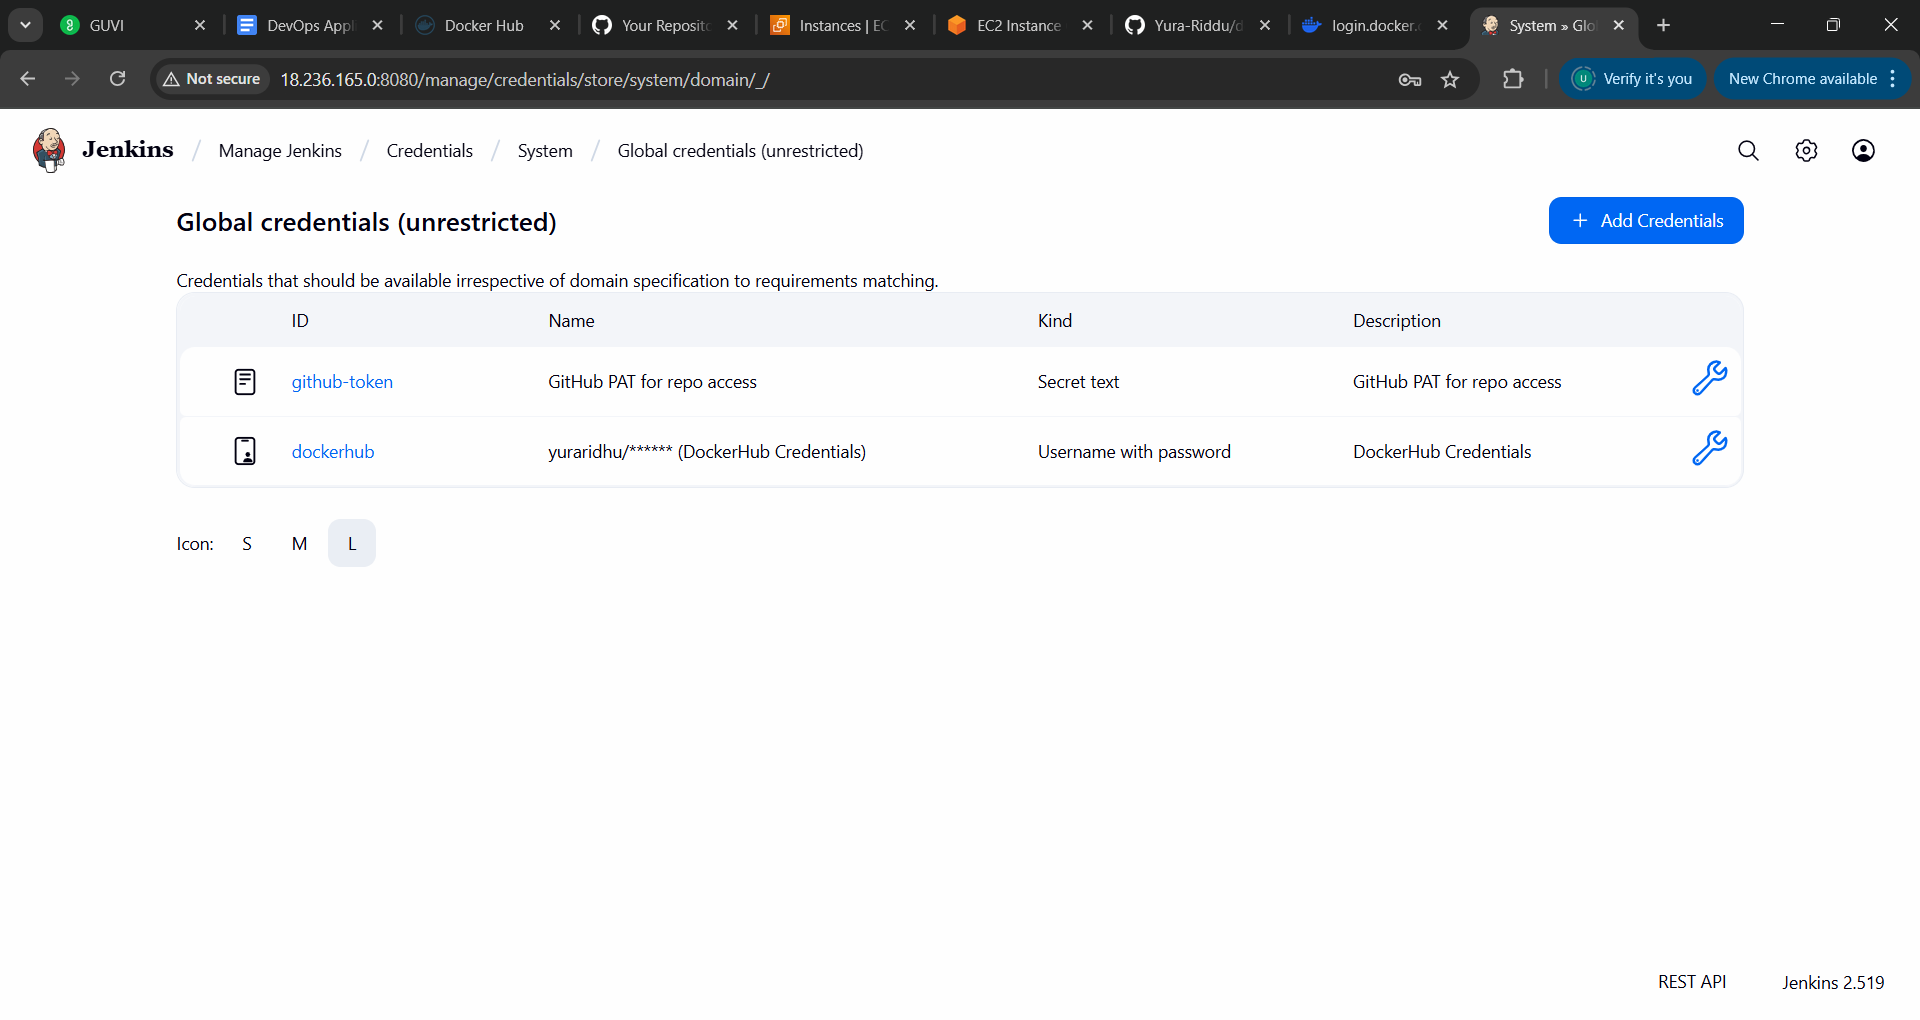 GUVI
DevOps Appli
Docker Hub
Your Reposito
Instances | EC
EC2 Instance
Yura-Riddu/d
login.docker.c
System » Glo
Not secure
18.236.165.0:8080/manage/credentials/store/system/domain/_/
Verify it's you
New Chrome available
Jenkins / Manage Jenkins / Credentials / System / Global credentials (unrestricted)
Global credentials (unrestricted)
+ Add Credentials
Credentials that should be available irrespective of domain specification to requirements matching.
ID Name Kind Description
github-token GitHub PAT for repo access Secret text GitHub PAT for repo access
dockerhub yuraridhu/****** (DockerHub Credentials) Username with password DockerHub Credentials
Icon: S M L
REST API Jenkins 2.519